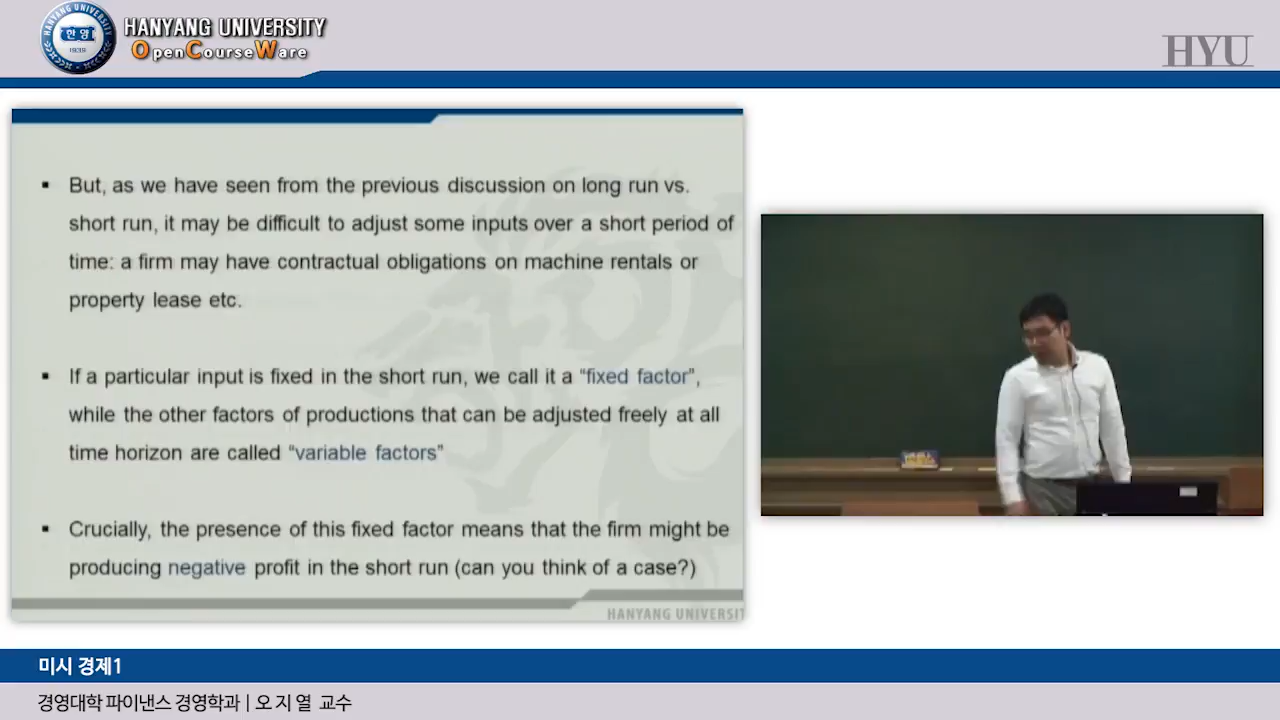 HANYANG UNIVERSITY
OpenCourseWare
HYU
HANYANG UNIVERSITY
한양
1939
▪ But, as we have seen from the previous discussion on long run vs.
short run, it may be difficult to adjust some inputs over a short period of
time: a firm may have contractual obligations on machine rentals or
property lease etc.
▪ If a particular input is fixed in the short run, we call it a “fixed factor”,
while the other factors of productions that can be adjusted freely at all
time horizon are called “variable factors”
▪ Crucially, the presence of this fixed factor means that the firm might be
producing negative profit in the short run (can you think of a case?)
HANYANG UNIVERSIT
미시 경제1
경영대학 파이낸스 경영학과 | 오 지 열 교수